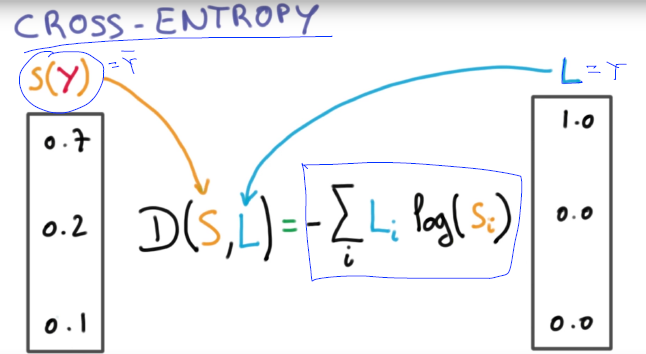 CROSS-ENTROPY
S(Y) = Ȳ
L = Y
0.7
0.2
0.1
D(S,L) = -∑ᵢ Lᵢ log(Sᵢ)
1.0
0.0
0.0